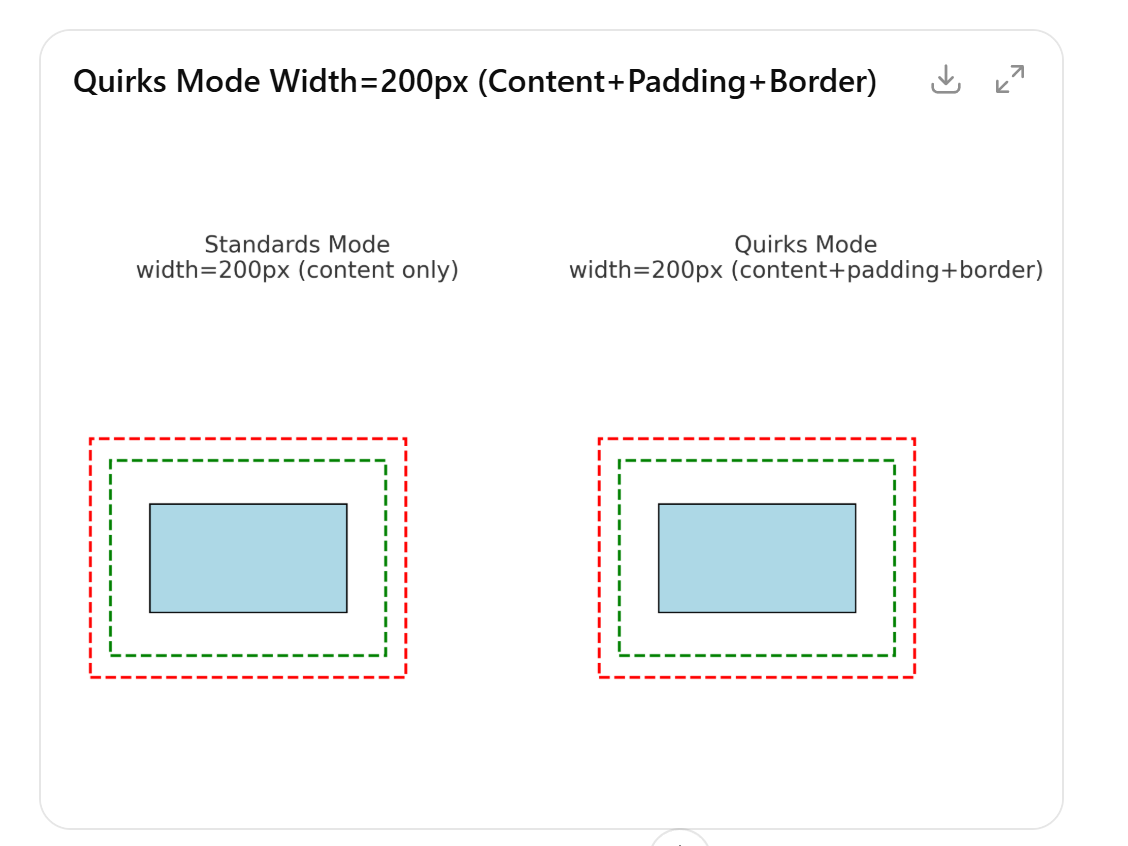 Quirks Mode Width=200px (Content+Padding+Border)
Standards Mode
width=200px (content only)
Quirks Mode
width=200px (content+padding+border)